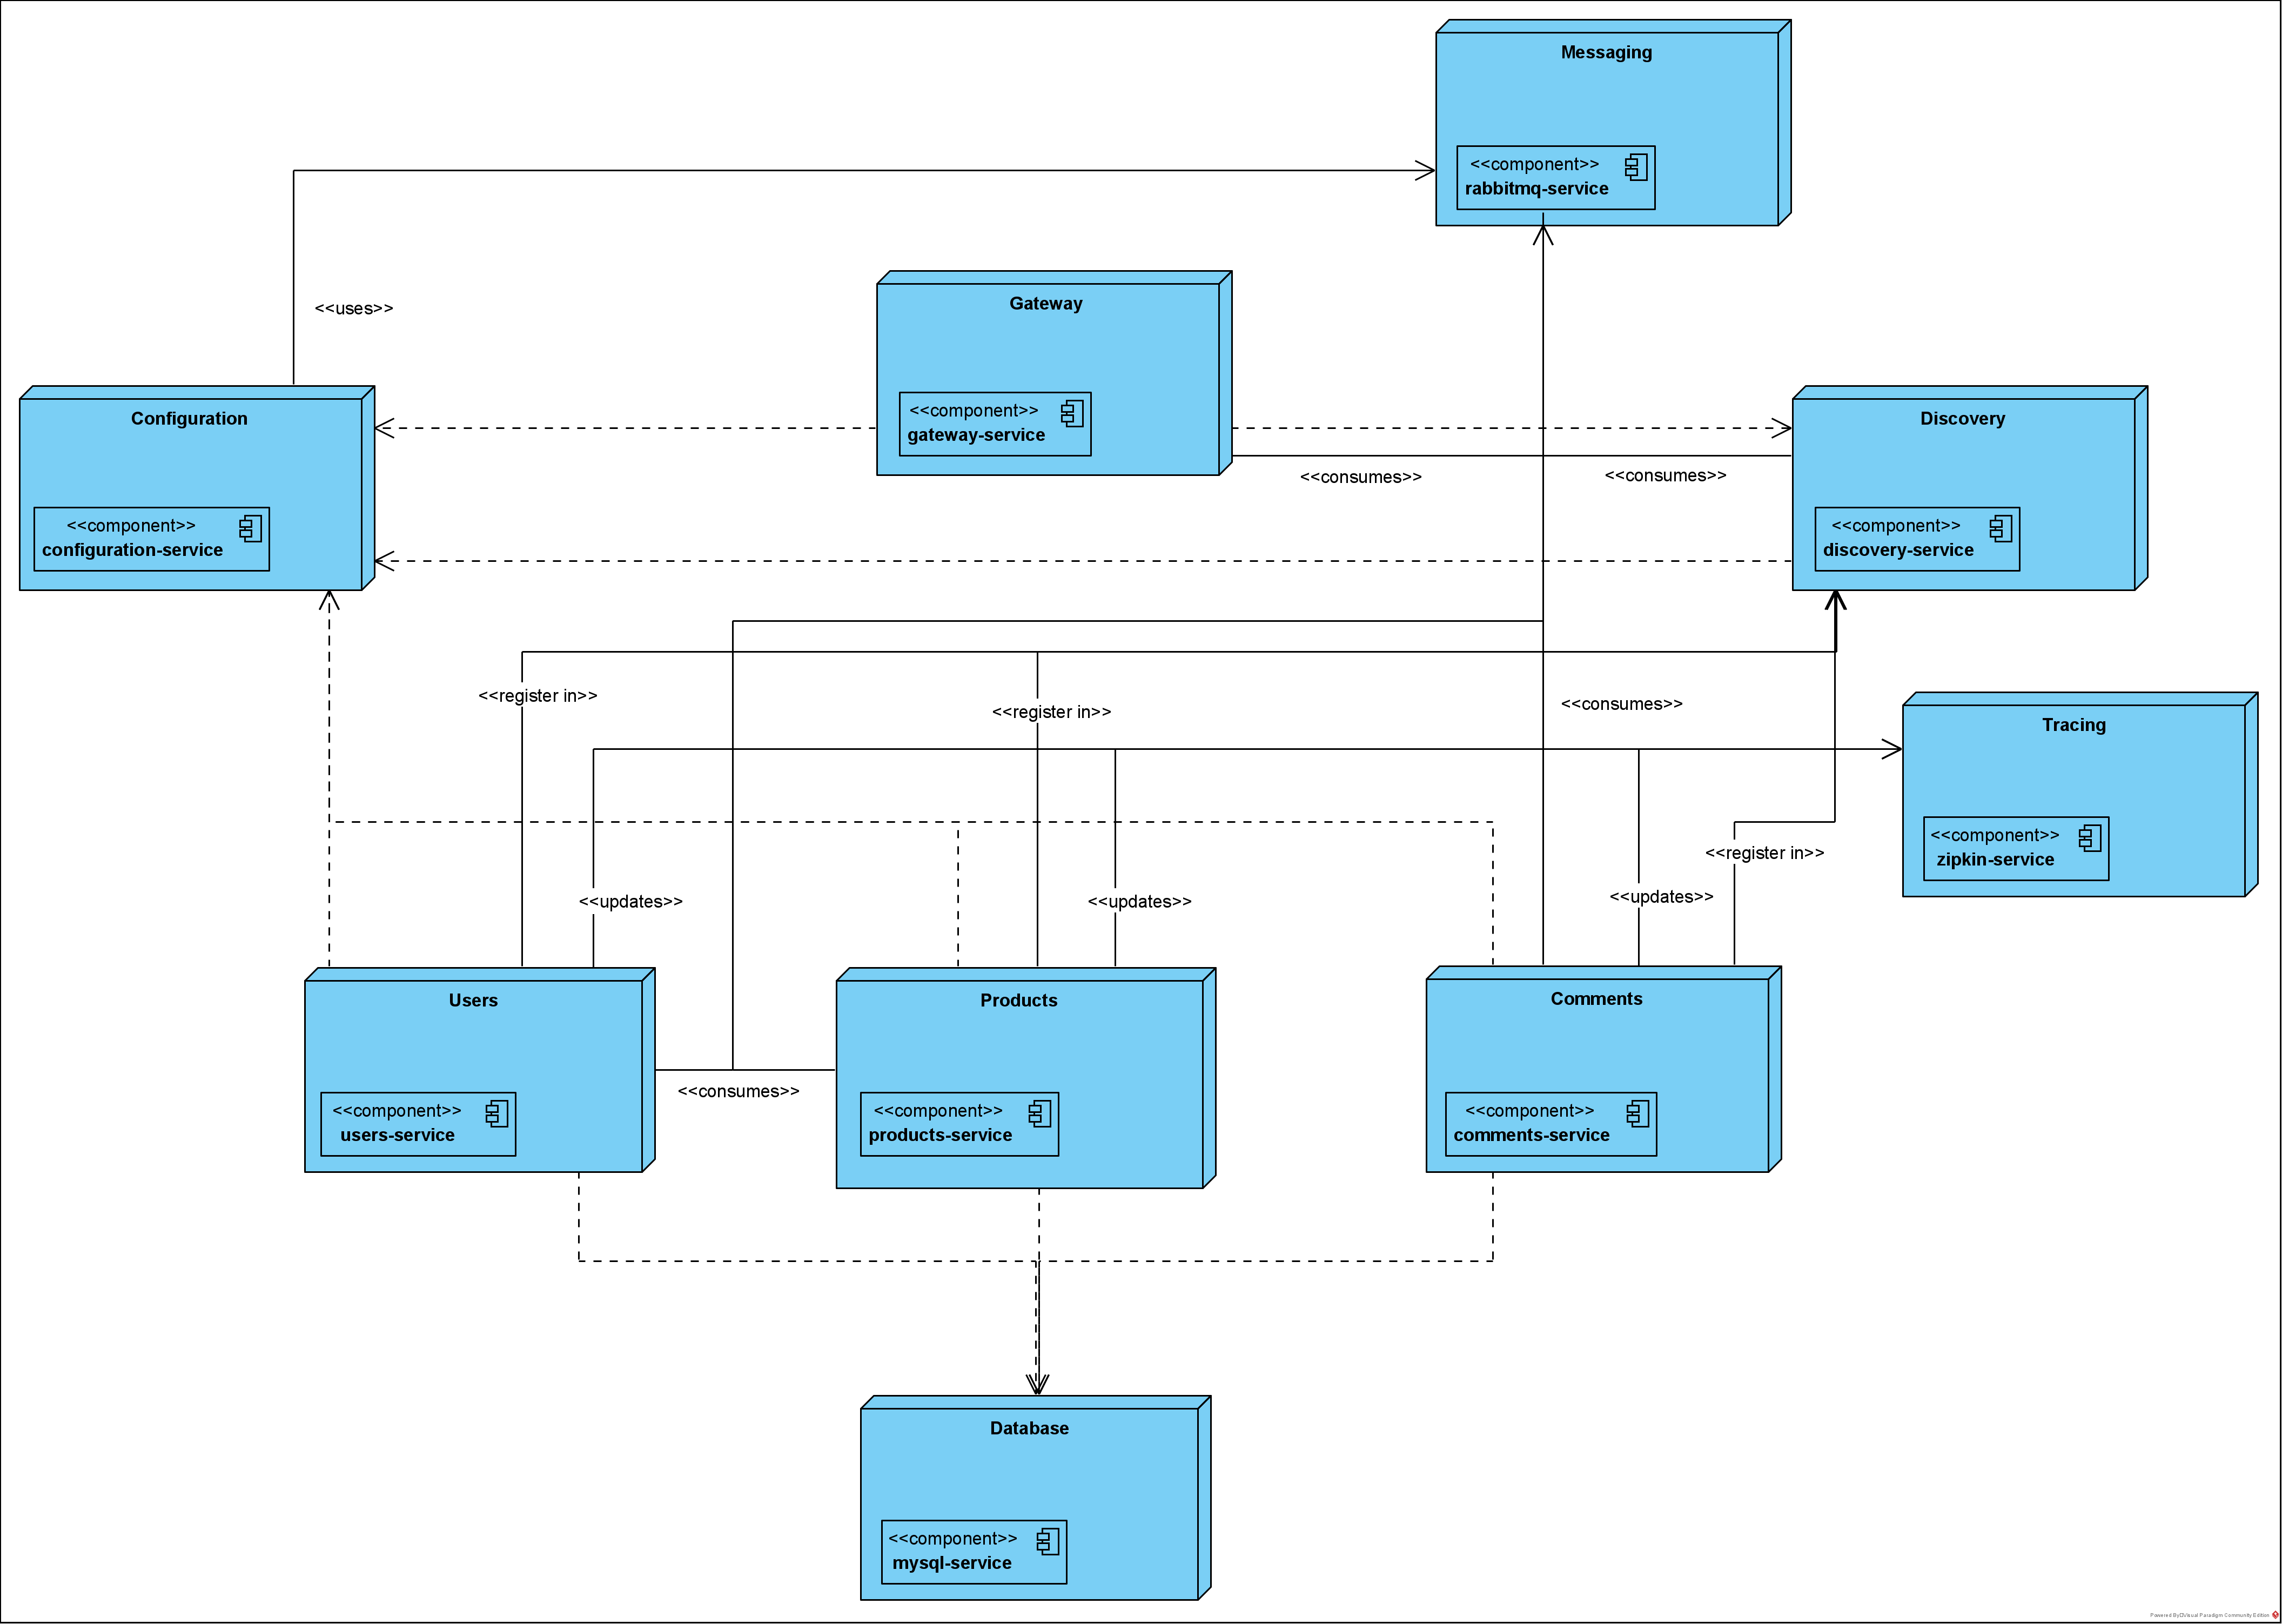 Messaging
<<component>>
rabbitmq-service
<<uses>>
Gateway
<<component>>
gateway-service
Configuration
<<component>>
configuration-service
Discovery
<<component>>
discovery-service
<<consumes>>
<<consumes>>
<<register in>>
<<register in>>
<<consumes>>
Tracing
<<component>>
zipkin-service
<<register in>>
<<updates>>
<<updates>>
<<updates>>
Users
<<component>>
users-service
Products
<<component>>
products-service
Comments
<<component>>
comments-service
<<consumes>>
Database
<<component>>
mysql-service
Powered By Visual Paradigm Community Edition